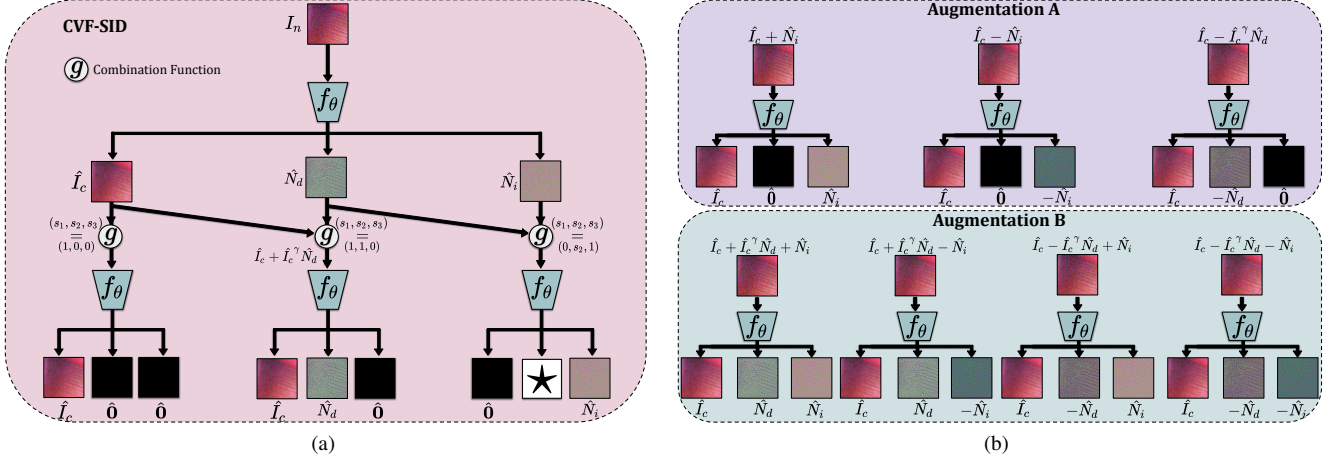 CVF-SID
g Combination Function
I_n
f_θ
Î_c
N̂_d
N̂_i
(s_1, s_2, s_3)
=
(1, 0, 0)
g
(s_1, s_2, s_3)
=
(1, 1, 0)
g
Î_c + Î_c^γ N̂_d
(s_1, s_2, s_3)
=
(0, s_2, 1)
g
f_θ f_θ f_θ
Î_c 0̂ 0̂ Î_c N̂_d 0̂ 0̂ N̂_i
(a)
Augmentation A
Î_c + N̂_i Î_c − N̂_i Î_c − Î_c^γ N̂_d
f_θ f_θ f_θ
Î_c 0̂ N̂_i Î_c 0̂ −N̂_i Î_c −N̂_d 0̂
Augmentation B
Î_c + Î_c^γ N̂_d + N̂_i Î_c + Î_c^γ N̂_d − N̂_i Î_c − Î_c^γ N̂_d + N̂_i Î_c − Î_c^γ N̂_d − N̂_i
f_θ f_θ f_θ f_θ
Î_c N̂_d N̂_i Î_c N̂_d −N̂_i Î_c −N̂_d N̂_i Î_c −N̂_d −N̂_i
(b)